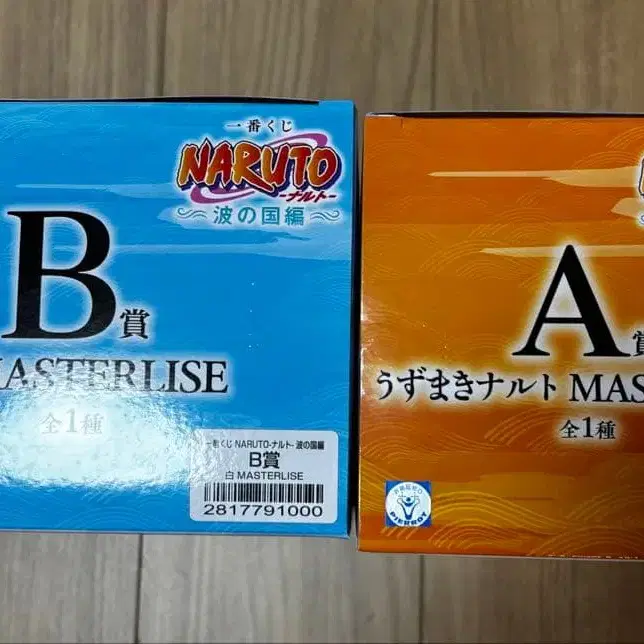 一番くじ
NARUTO
-ナルト-
波の国編
B賞
MASTERLISE
全1種
一番くじ NARUTO-ナルト- 波の国編
B賞
白 MASTERLISE
2817791000
A賞
うずまきナルト MAS
全1種
PIERROT